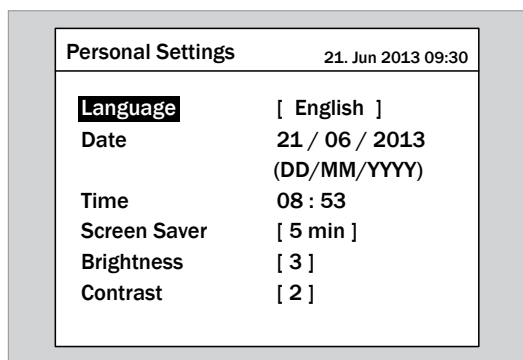 Personal Settings 21. Jun 2013 09:30
Language [ English ]
Date 21 / 06 / 2013
(DD/MM/YYYY)
Time 08 : 53
Screen Saver [ 5 min ]
Brightness [ 3 ]
Contrast [ 2 ]